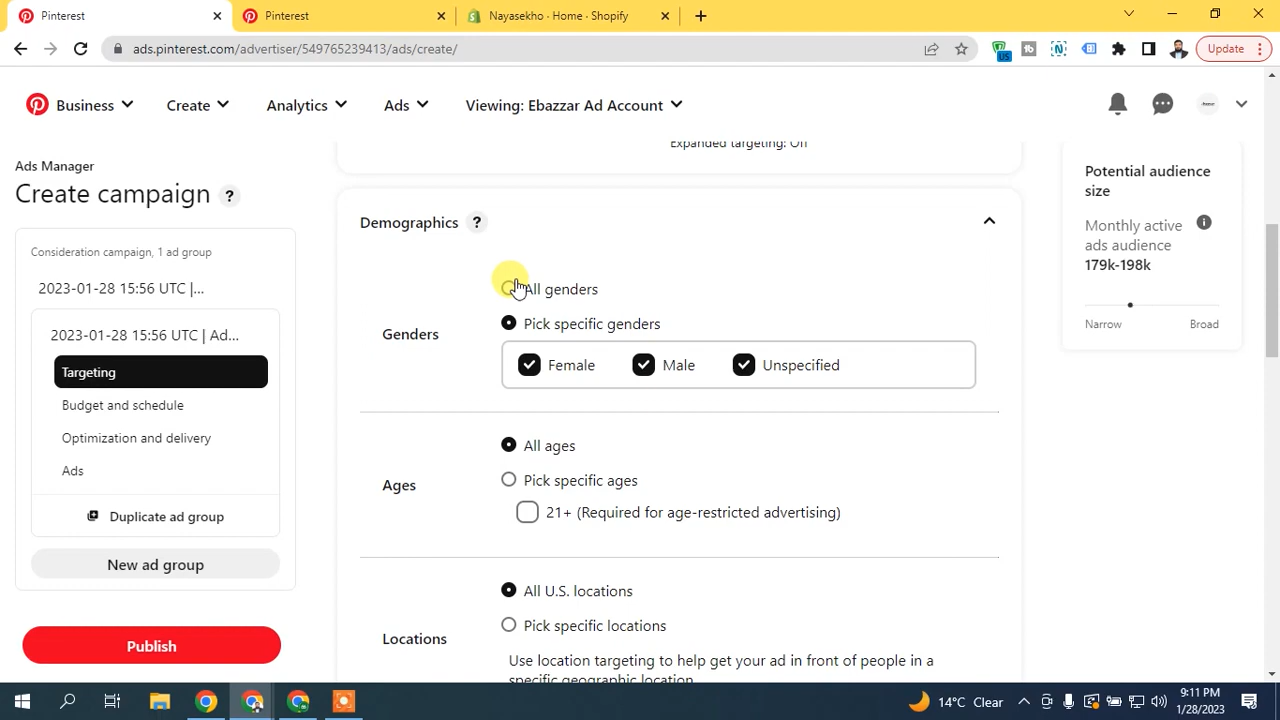 Pinterest
Pinterest
Nayasekho · Home · Shopify
ads.pinterest.com/advertiser/549765239413/ads/create/
US
Update
Business
Create
Analytics
Ads
Viewing: Ebazzar Ad Account
Ads Manager
Create campaign ?
Consideration campaign, 1 ad group
2023-01-28 15:56 UTC |...
2023-01-28 15:56 UTC | Ad...
Targeting
Budget and schedule
Optimization and delivery
Ads
Duplicate ad group
New ad group
Publish
Expanded targeting: Off
Demographics ?
Genders
All genders
Pick specific genders
Female
Male
Unspecified
Ages
All ages
Pick specific ages
21+ (Required for age-restricted advertising)
Locations
All U.S. locations
Pick specific locations
Use location targeting to help get your ad in front of people in a
specific geographic location
Potential audience
size
Monthly active
ads audience
179k-198k
Narrow
Broad
14°C Clear
9:11 PM
1/28/2023